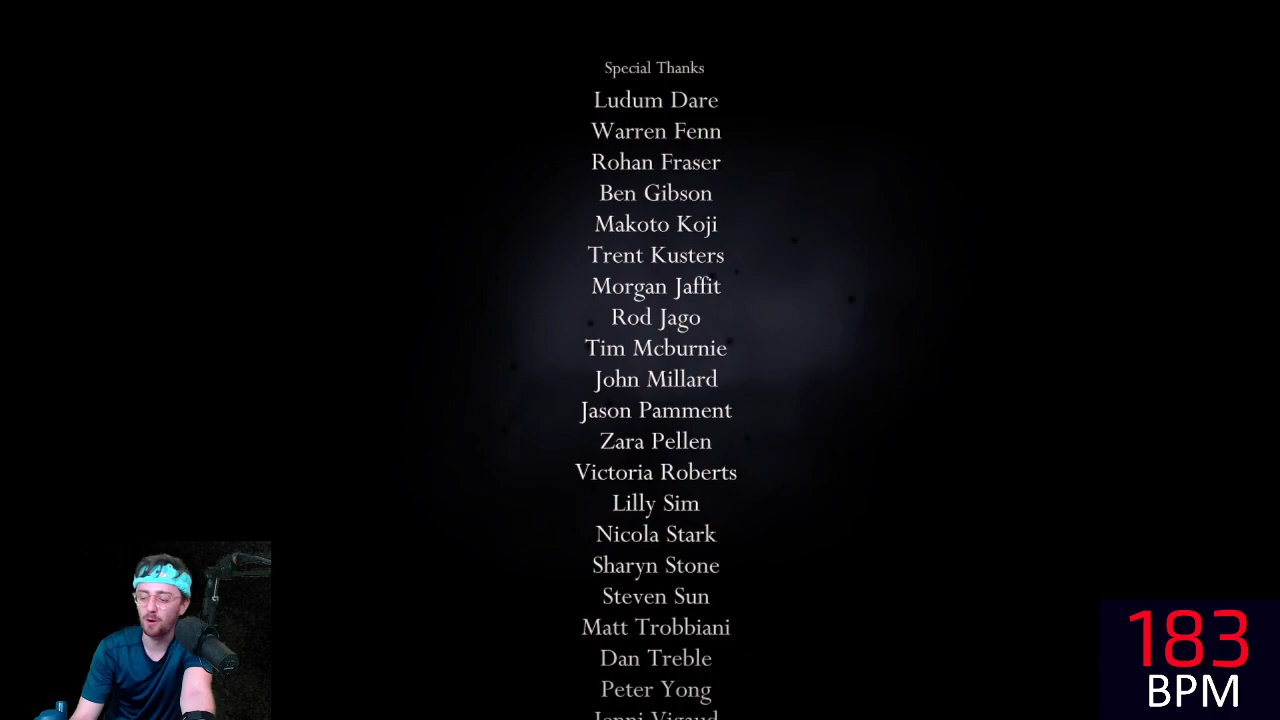 Special Thanks
Ludum Dare
Warren Fenn
Rohan Fraser
Ben Gibson
Makoto Koji
Trent Kusters
Morgan Jaffit
Rod Jago
Tim Mcburnie
John Millard
Jason Pamment
Zara Pellen
Victoria Roberts
Lilly Sim
Nicola Stark
Sharyn Stone
Steven Sun
Matt Trobbiani
Dan Treble
Peter Yong
Jenni Vigaud
183
BPM